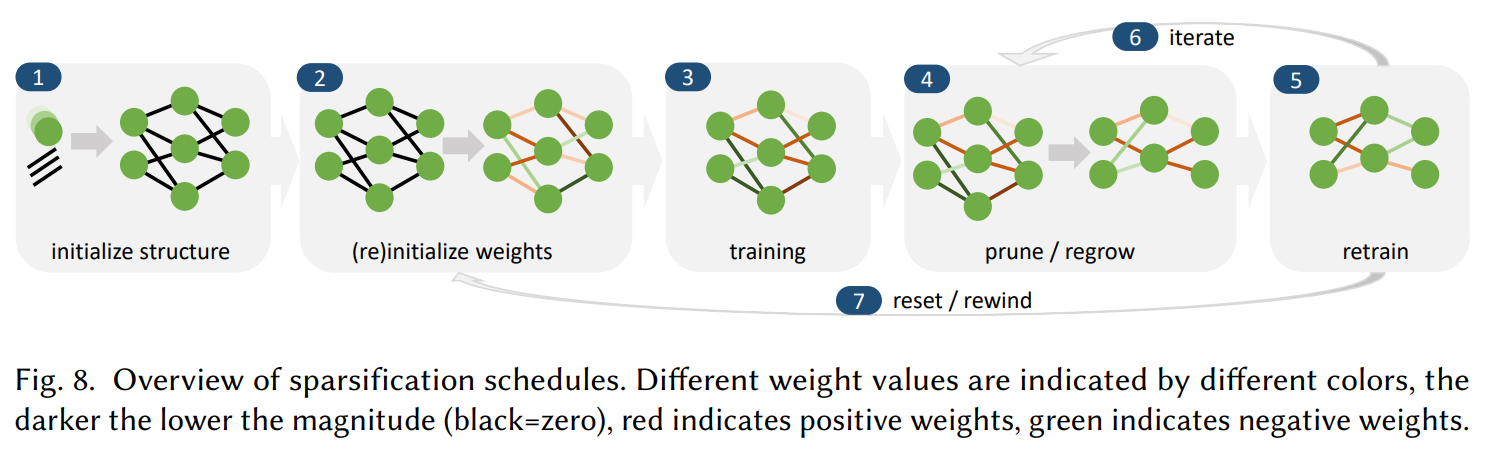 6 iterate
1
2
3
4
5
initialize structure
(re)initialize weights
training
prune / regrow
retrain
7 reset / rewind
Fig. 8. Overview of sparsification schedules. Different weight values are indicated by different colors, the
darker the lower the magnitude (black=zero), red indicates positive weights, green indicates negative weights.